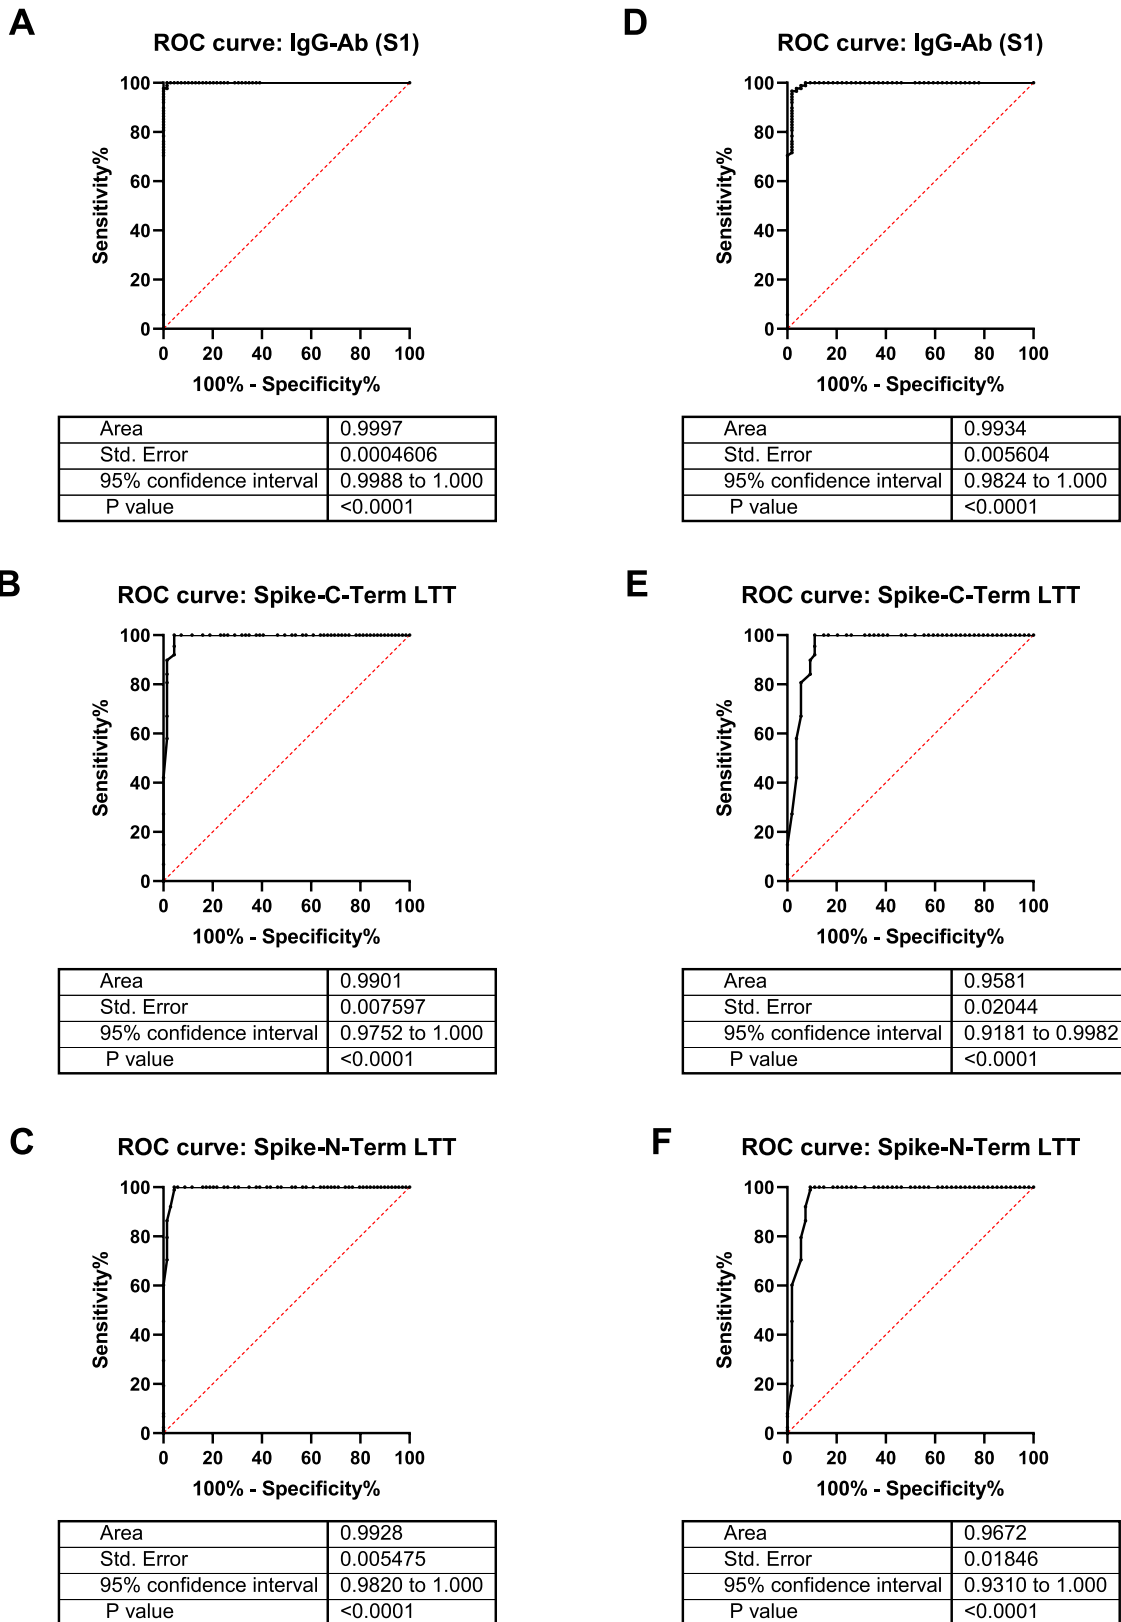 A
ROC curve: IgG-Ab (S1)
Sensitivity%
100
80
60
40
20
0
0 20 40 60 80 100
100% - Specificity%
Area 0.9997
Std. Error 0.0004606
95% confidence interval 0.9988 to 1.000
P value <0.0001
D
ROC curve: IgG-Ab (S1)
Sensitivity%
100
80
60
40
20
0
0 20 40 60 80 100
100% - Specificity%
Area 0.9934
Std. Error 0.005604
95% confidence interval 0.9824 to 1.000
P value <0.0001
B
ROC curve: Spike-C-Term LTT
Sensitivity%
100
80
60
40
20
0
0 20 40 60 80 100
100% - Specificity%
Area 0.9901
Std. Error 0.007597
95% confidence interval 0.9752 to 1.000
P value <0.0001
E
ROC curve: Spike-C-Term LTT
Sensitivity%
100
80
60
40
20
0
0 20 40 60 80 100
100% - Specificity%
Area 0.9581
Std. Error 0.02044
95% confidence interval 0.9181 to 0.9982
P value <0.0001
C
ROC curve: Spike-N-Term LTT
Sensitivity%
100
80
60
40
20
0
0 20 40 60 80 100
100% - Specificity%
Area 0.9928
Std. Error 0.005475
95% confidence interval 0.9820 to 1.000
P value <0.0001
F
ROC curve: Spike-N-Term LTT
Sensitivity%
100
80
60
40
20
0
0 20 40 60 80 100
100% - Specificity%
Area 0.9672
Std. Error 0.01846
95% confidence interval 0.9310 to 1.000
P value <0.0001